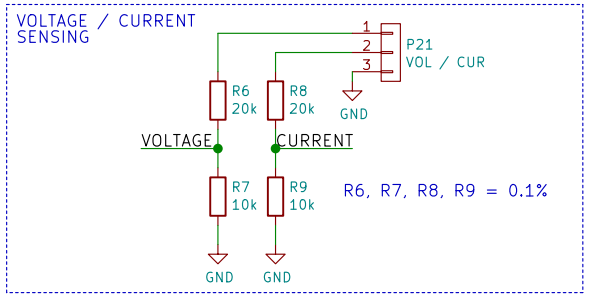 VOLTAGE / CURRENT
SENSING
1
2
3
P21
VOL / CUR
GND
R6
20k
R8
20k
VOLTAGE
CURRENT
R7
10k
R9
10k
R6, R7, R8, R9 = 0.1%
GND
GND